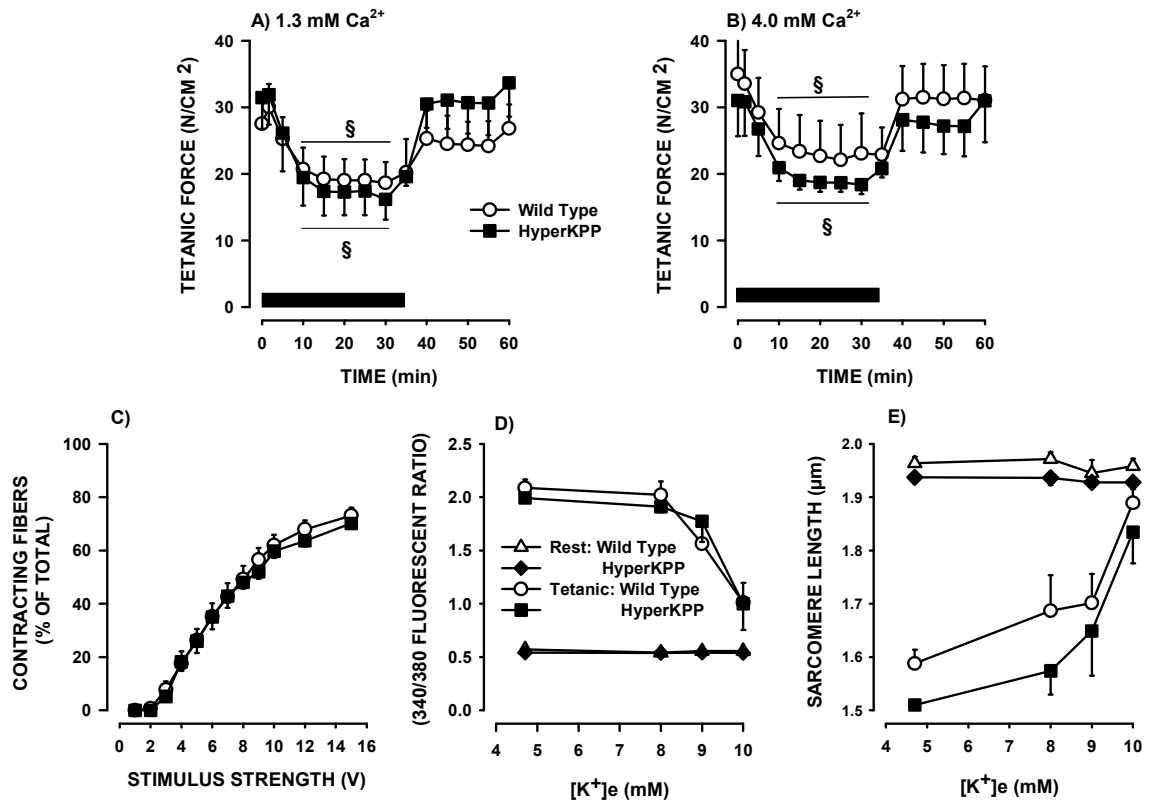 A) 1.3 mM Ca²⁺
TETANIC FORCE (N/CM ²)
40
30
20
10
0
§
§
Wild Type
HyperKPP
0 10 20 30 40 50 60
TIME (min)
B) 4.0 mM Ca²⁺
TETANIC FORCE (N/CM ²)
40
30
20
10
0
§
§
0 10 20 30 40 50 60
TIME (min)
C)
CONTRACTING FIBERS
(% OF TOTAL)
100
80
60
40
20
0
0 2 4 6 8 10 12 14 16
STIMULUS STRENGTH (V)
D)
(340/380 FLUORESCENT RATIO)
2.5
2.0
1.5
1.0
0.5
0.0
Rest: Wild Type
HyperKPP
Tetanic: Wild Type
HyperKPP
4 5 6 7 8 9 10
[K⁺]e (mM)
E)
SARCOMERE LENGTH (µm)
2.0
1.9
1.8
1.7
1.6
1.5
4 5 6 7 8 9 10
[K⁺]e (mM)